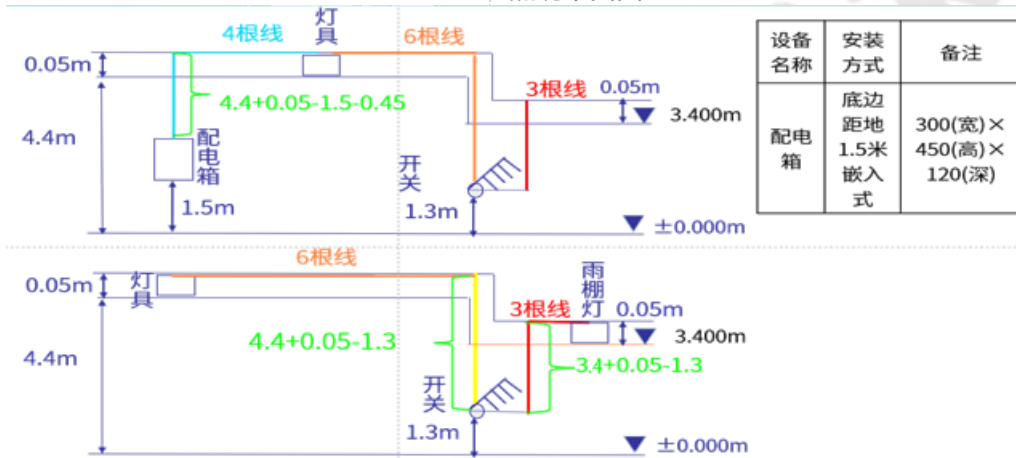 4根线
灯具
6根线
0.05m
4.4+0.05-1.5-0.45
4.4m
配电箱
1.5m
开关
1.3m
3根线
0.05m
3.400m
±0.000m
设备名称
安装方式
备注
配电箱
底边距地1.5米嵌入式
300(宽)×
450(高)×
120(深)
6根线
0.05m
灯具
4.4m
4.4+0.05-1.3
开关
1.3m
3根线
雨棚灯
0.05m
3.400m
3.4+0.05-1.3
±0.000m